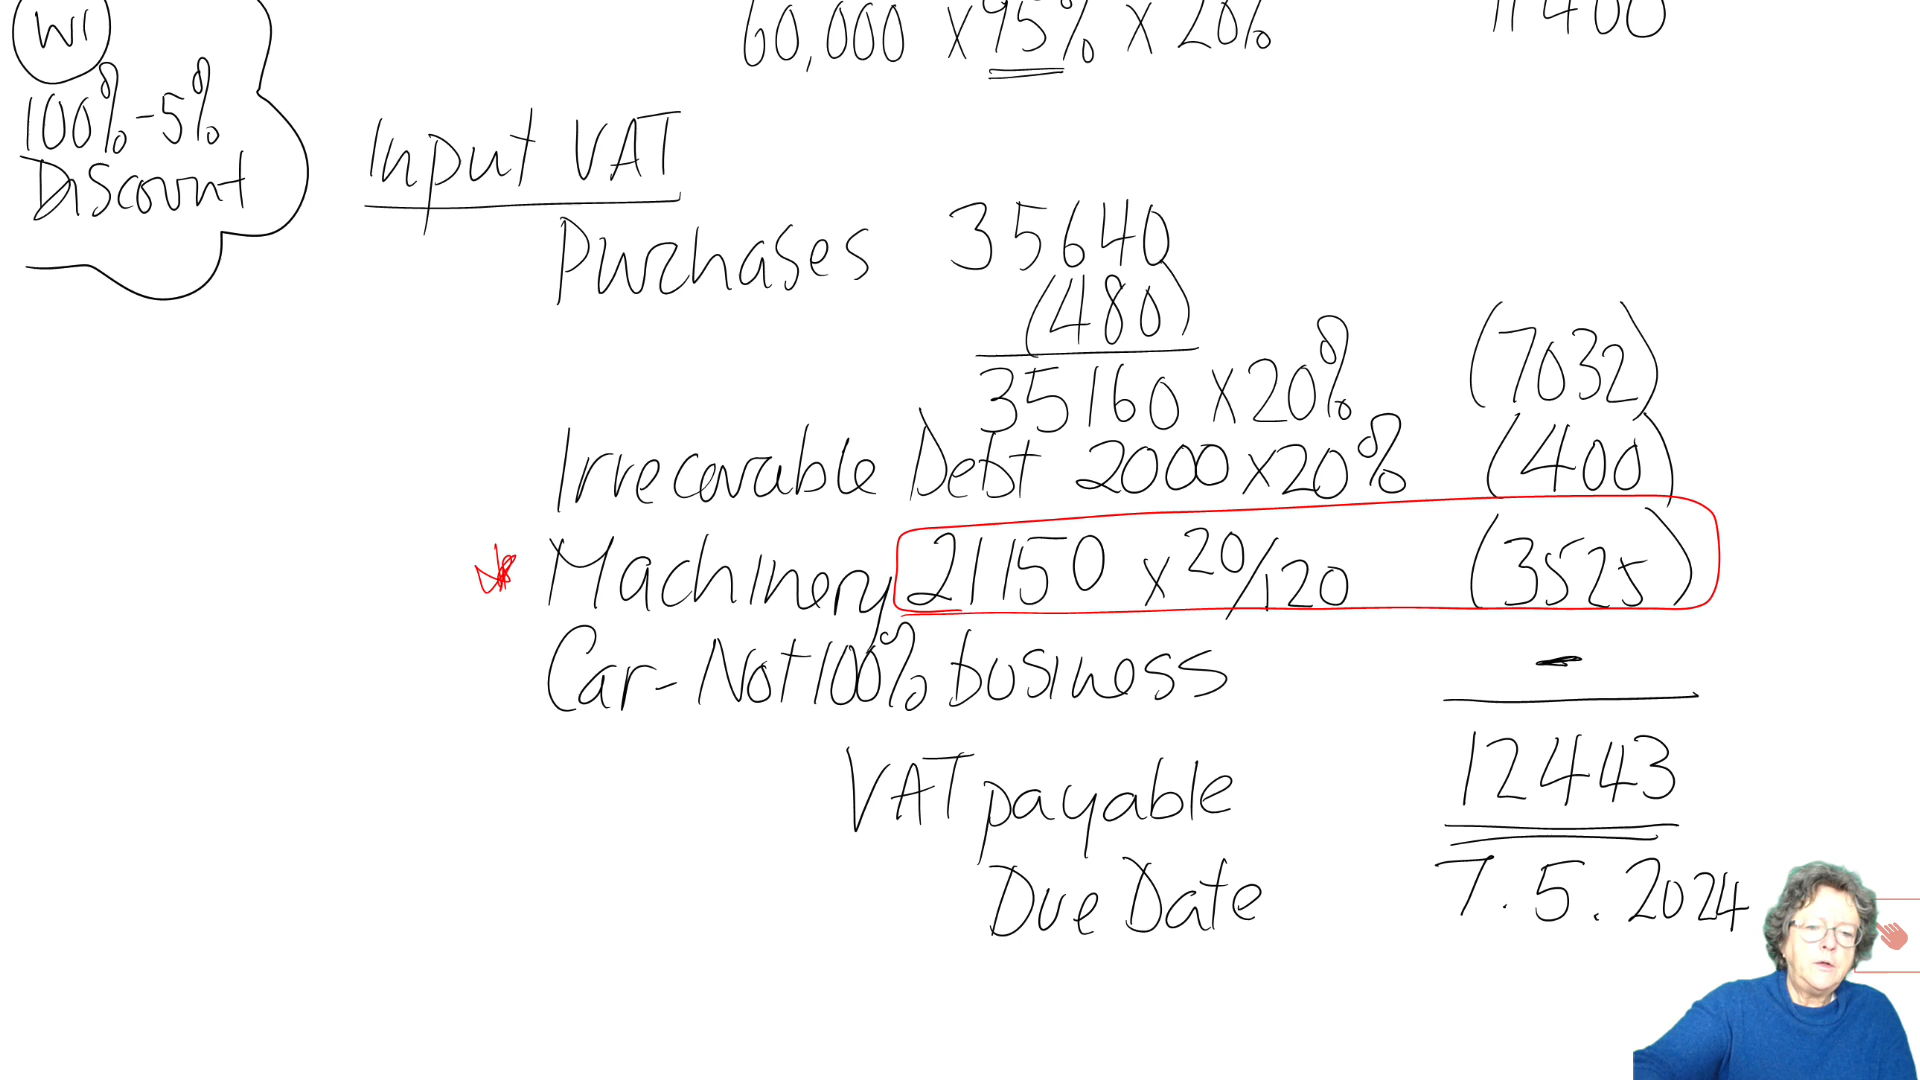 W1
100%-5%
Discount
60,000 x 95% x 20%
11400
Input VAT
Purchases 35640
(480)
35160 x 20% (7032)
Irrecovable Debt 2000 x 20% (400)
Machinery 21150 x 20/120 (3525)
Car - Not 100% business -
VAT payable 12443
Due Date 7.5.2024